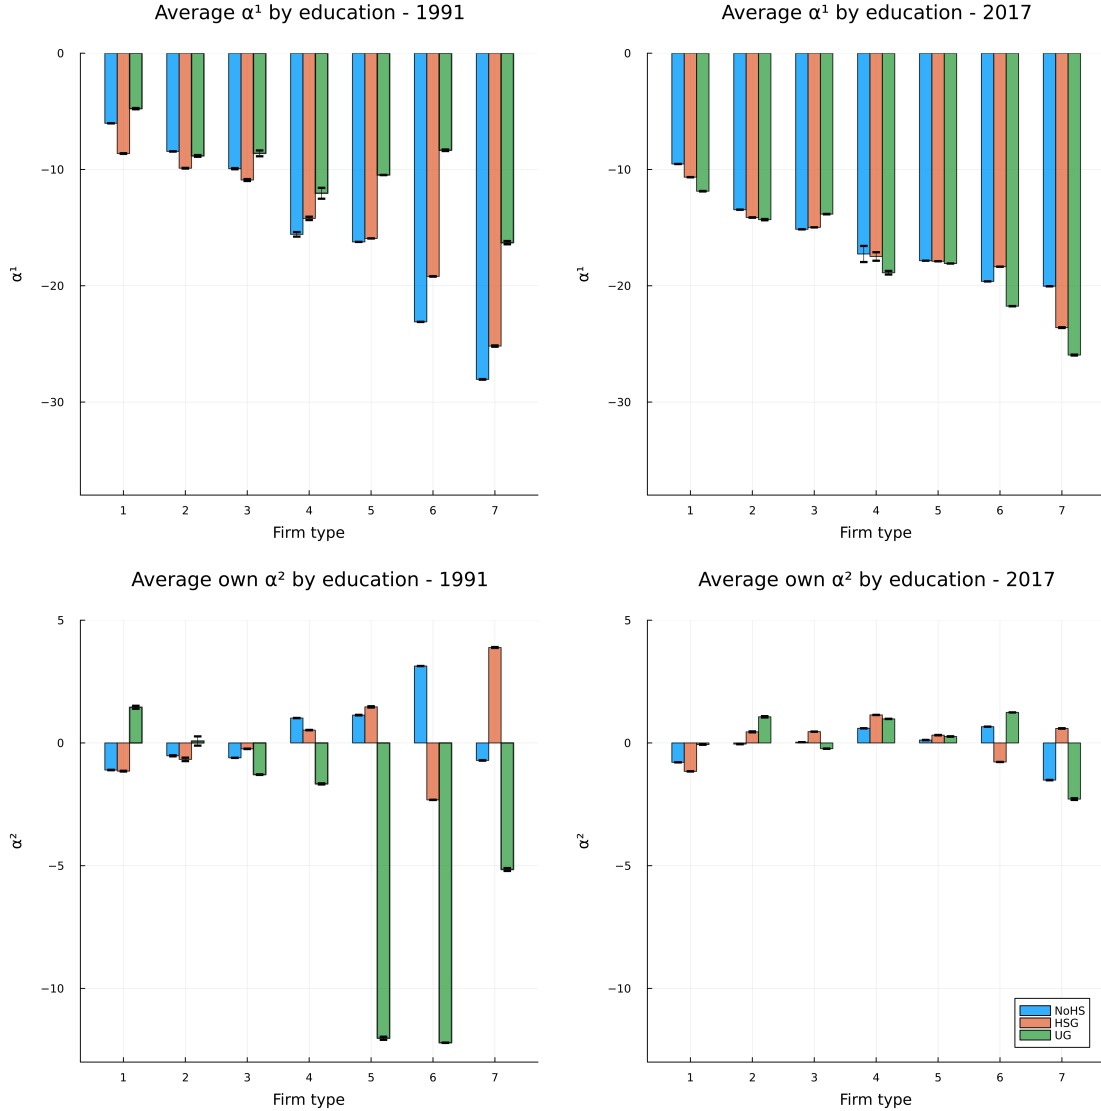 Average α¹ by education - 1991
0
−10
−20
−30
α¹
1 2 3 4 5 6 7
Firm type
Average α¹ by education - 2017
0
−10
−20
−30
α¹
1 2 3 4 5 6 7
Firm type
Average own α² by education - 1991
5
0
−5
−10
α²
1 2 3 4 5 6 7
Firm type
Average own α² by education - 2017
5
0
−5
−10
α²
NoHS
HSG
UG
1 2 3 4 5 6 7
Firm type